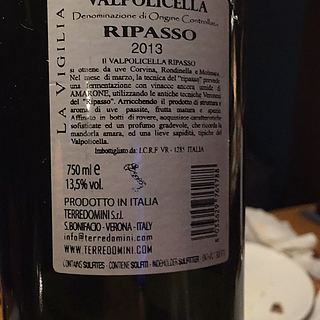 VALPOLICELLA
Denominazione di Origine Controllata
RIPASSO
2013
LA VIGILIA
Il VALPOLICELLA RIPASSO
si ottiene da uve Corvina, Rondinella e Molinara.
Nel mese di marzo, la tecnica del "ripasso" prevede
una fermentazione con vinacce ancora umide di
AMARONE, utilizzando le antiche tecniche Veronesi
del "Ripasso". Arricchendo il prodotto di struttura e
aromi di uve passite, frutta matura e
Affinato in botti di rovere, acquisisce caratteristiche
sofisticate ed un profumo gradevole, che ricorda la
mandorla amara, ed una lieve sapidità, tipiche del
Valpolicella.
Imbottigliato da: I.C.R.F VR - 1285 ITALIA
750 ml e
13,5% vol.
PRODOTTO IN ITALIA
TERREDOMINI S.r.l.
S.BONIFACIO - VERONA - ITALY
info@terredomini.com
WWW.TERREDOMINI.COM
CONTAINS SULFITES - CONTIENE SOLFITI - INDEHOLDER SULFITTER